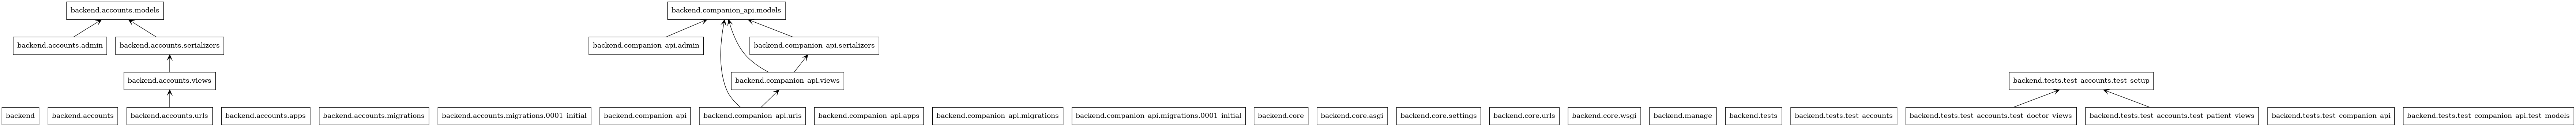 backend.accounts.models
backend.companion_api.models
backend.accounts.admin
backend.accounts.serializers
backend.companion_api.admin
backend.companion_api.serializers
backend.accounts.views
backend.companion_api.views
backend.tests.test_accounts.test_setup
backend
backend.accounts
backend.accounts.urls
backend.accounts.apps
backend.accounts.migrations
backend.accounts.migrations.0001_initial
backend.companion_api
backend.companion_api.urls
backend.companion_api.apps
backend.companion_api.migrations
backend.companion_api.migrations.0001_initial
backend.core
backend.core.asgi
backend.core.settings
backend.core.urls
backend.core.wsgi
backend.manage
backend.tests
backend.tests.test_accounts
backend.tests.test_accounts.test_doctor_views
backend.tests.test_accounts.test_patient_views
backend.tests.test_companion_api
backend.tests.test_companion_api.test_models